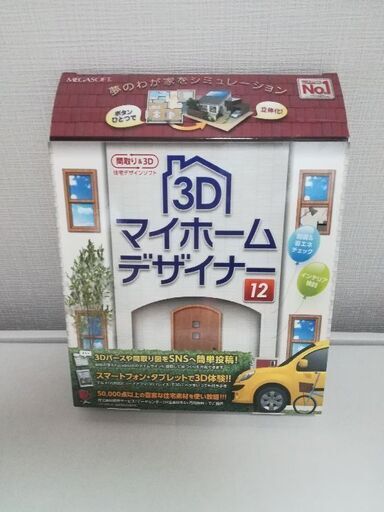 MEGASOFT
夢のわが家をシミュレーション
No.1
ボタン
ひとつで
立体化!
間取り&3D
住宅デザインソフト
3D
マイホーム
デザイナー
12
チェック
インテリア
3Dパースや間取り図をSNSへ簡単投稿!
スマートフォン・タブレットで3D体験!!
50,000点以上の豊富な住宅素材を使い放題!!!